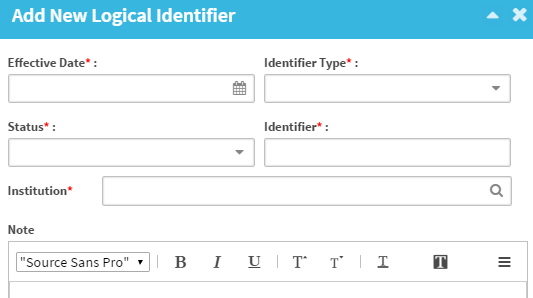 Add New Logical Identifier
Effective Date* :
Identifier Type* :
Status* :
Identifier* :
Institution*
Note
"Source Sans Pro"
B I U T T T T